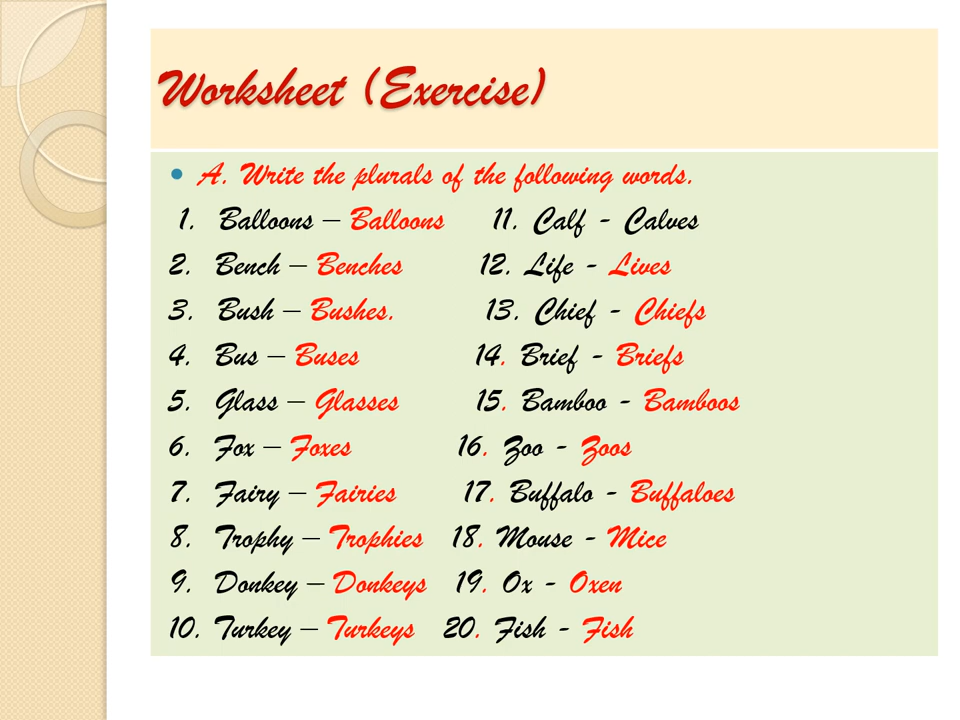 Worksheet (Exercise)
A. Write the plurals of the following words.
1. Balloons – Balloons 11. Calf - Calves
2. Bench – Benches 12. Life - Lives
3. Bush – Bushes. 13. Chief - Chiefs
4. Bus – Buses 14. Brief - Briefs
5. Glass – Glasses 15. Bamboo - Bamboos
6. Fox – Foxes 16. Zoo - Zoos
7. Fairy – Fairies 17. Buffalo - Buffaloes
8. Trophy – Trophies 18. Mouse - Mice
9. Donkey – Donkeys 19. Ox - Oxen
10. Turkey – Turkeys 20. Fish - Fish